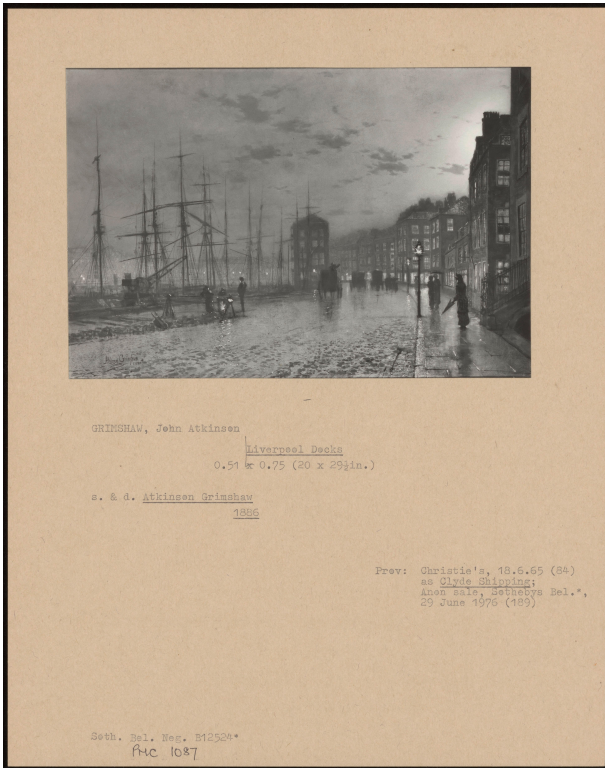 GRIMSHAW, John Atkinson
Liverpool Docks
0.51 x 0.75 (20 x 29½in.)
s. & d. Atkinson Grimshaw
1886
Prev: Christie's, 18.6.65 (84)
as Clyde Shipping;
Anon sale, Sothebys Bel.*,
29 June 1976 (189)
Soth. Bel. Neg. B12524*
PMC 1087